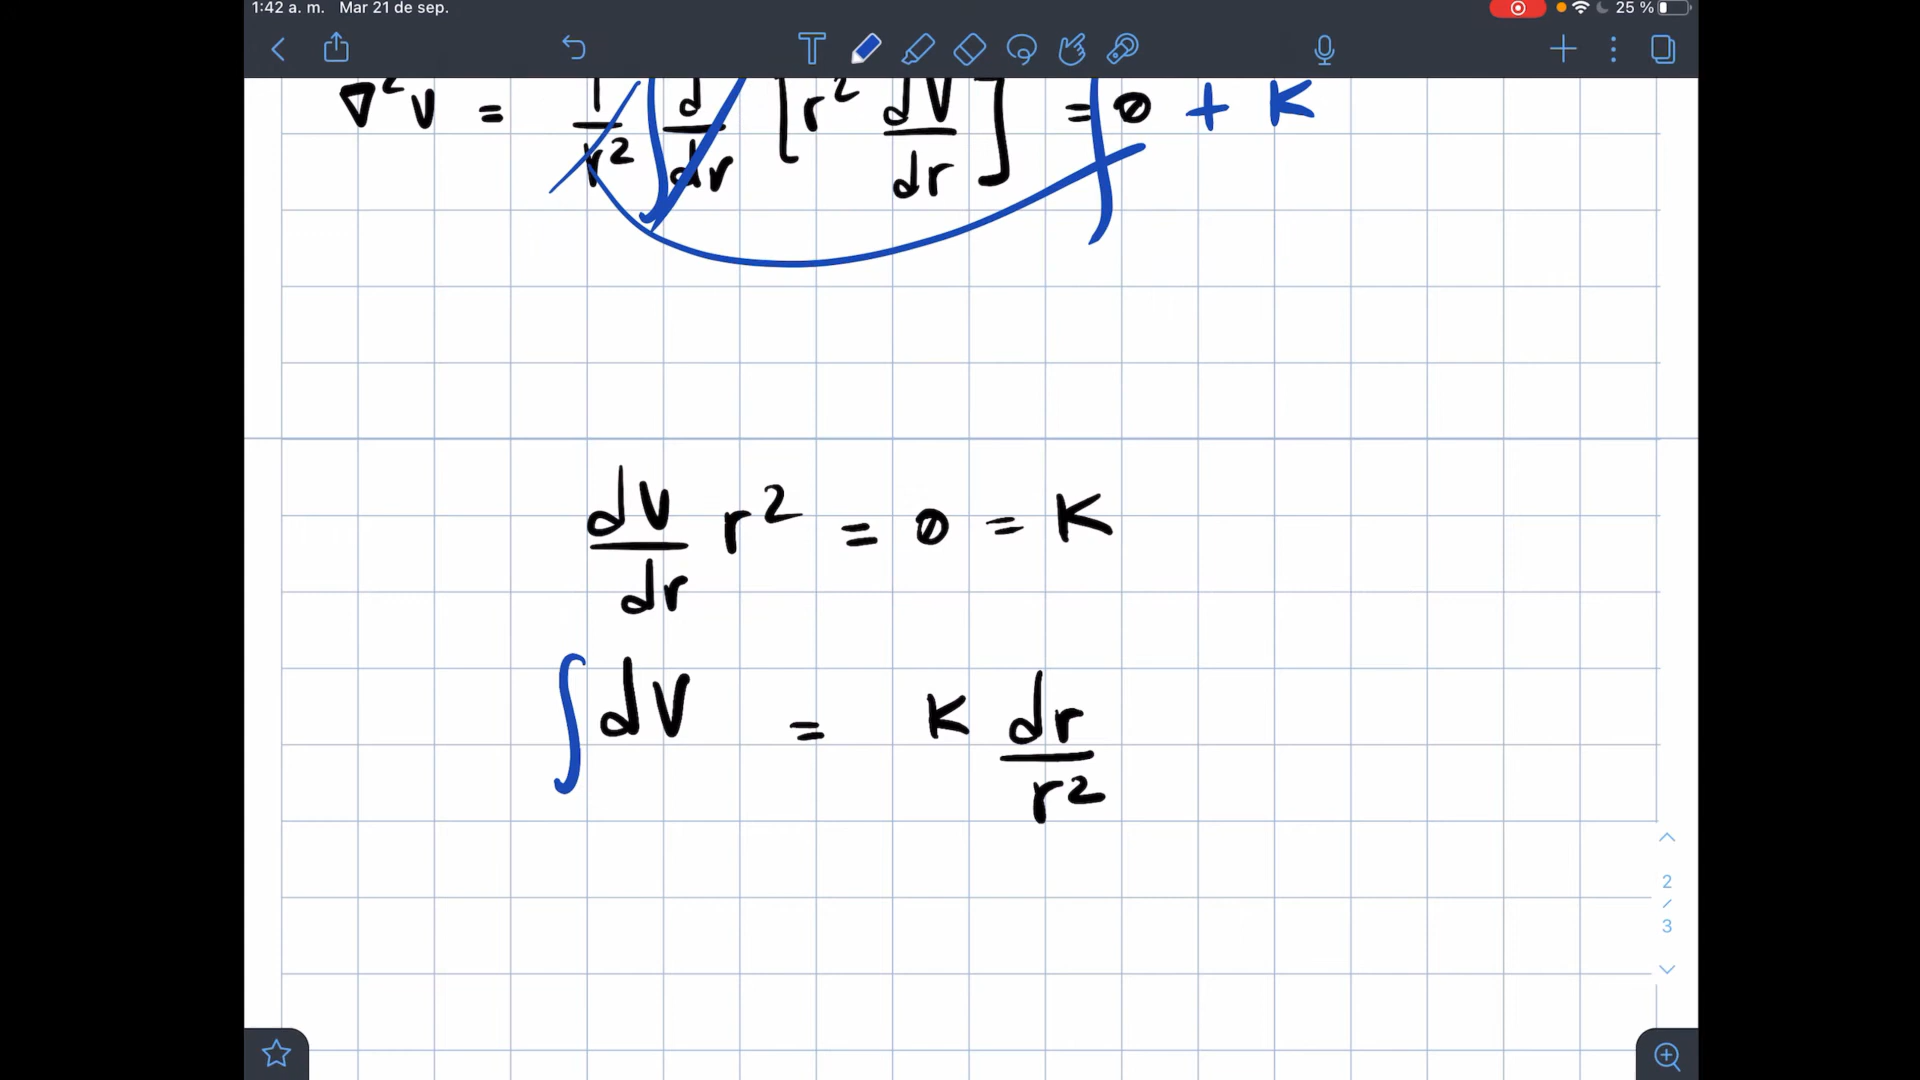 1:42 a. m. Mar 21 de sep. 25 %
∇²V = 1/r² ∫ d/dr [r² dV/dr] = ∫ 0 + K
dV/dr r² = 0 = K
∫ dV = K dr/r²
2
/
3